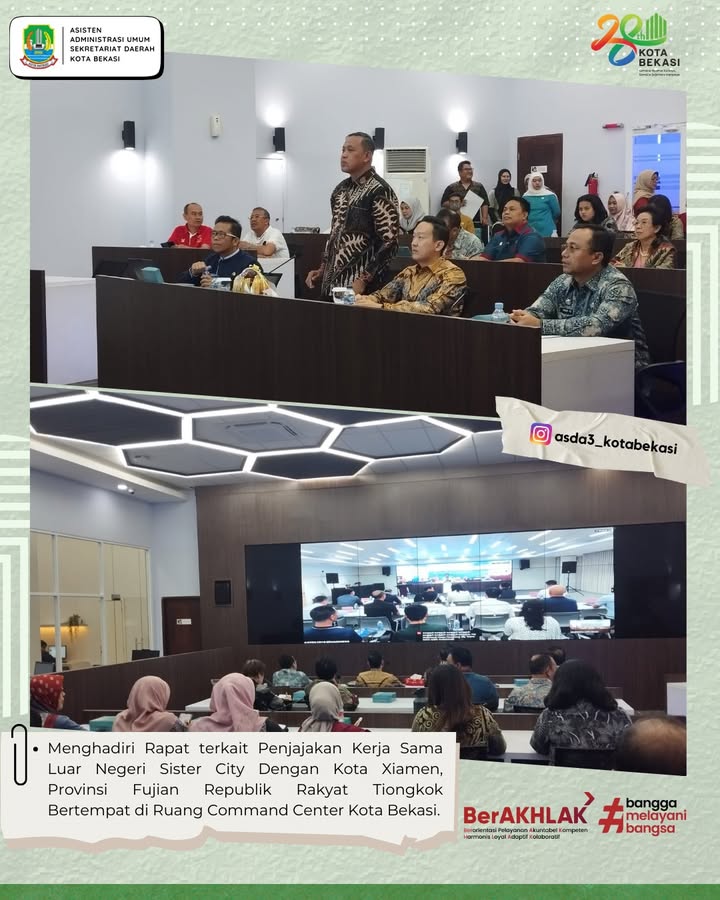 ASISTEN
ADMINISTRASI UMUM
SEKRETARIAT DAERAH
KOTA BEKASI
28th
KOTA
BEKASI
asda3_kotabekasi
• Menghadiri Rapat terkait Penjajakan Kerja Sama
Luar Negeri Sister City Dengan Kota Xiamen,
Provinsi Fujian Republik Rakyat Tiongkok
Bertempat di Ruang Command Center Kota Bekasi.
BerAKHLAK
Berorientasi Pelayanan Akuntabel Kompeten
Harmonis Loyal Adaptif Kolaboratif
#bangga
melayani
bangsa